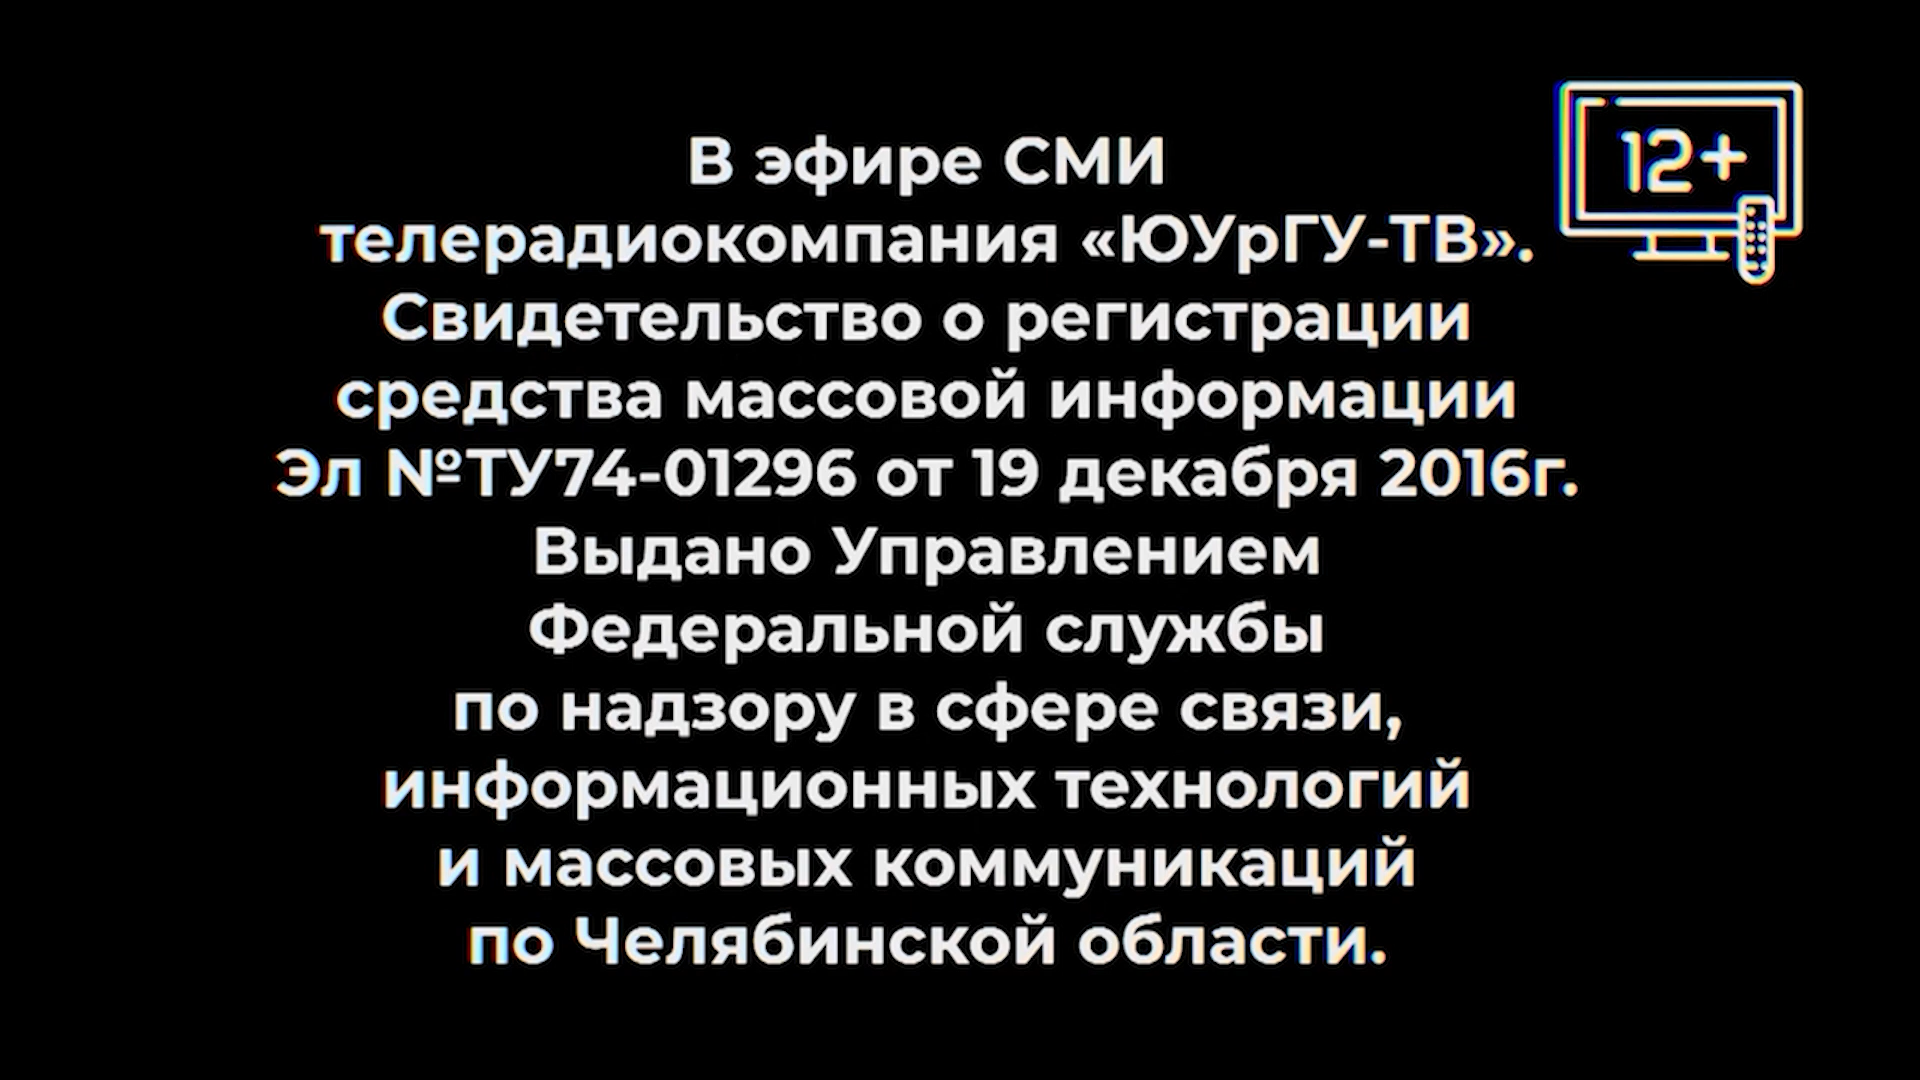 В эфире СМИ
12+
телерадиокомпания «ЮУрГУ-ТВ».
Свидетельство о регистрации
средства массовой информации
Эл №ТУ74-01296 от 19 декабря 2016г.
Выдано Управлением
Федеральной службы
по надзору в сфере связи,
информационных технологий
и массовых коммуникаций
по Челябинской области.